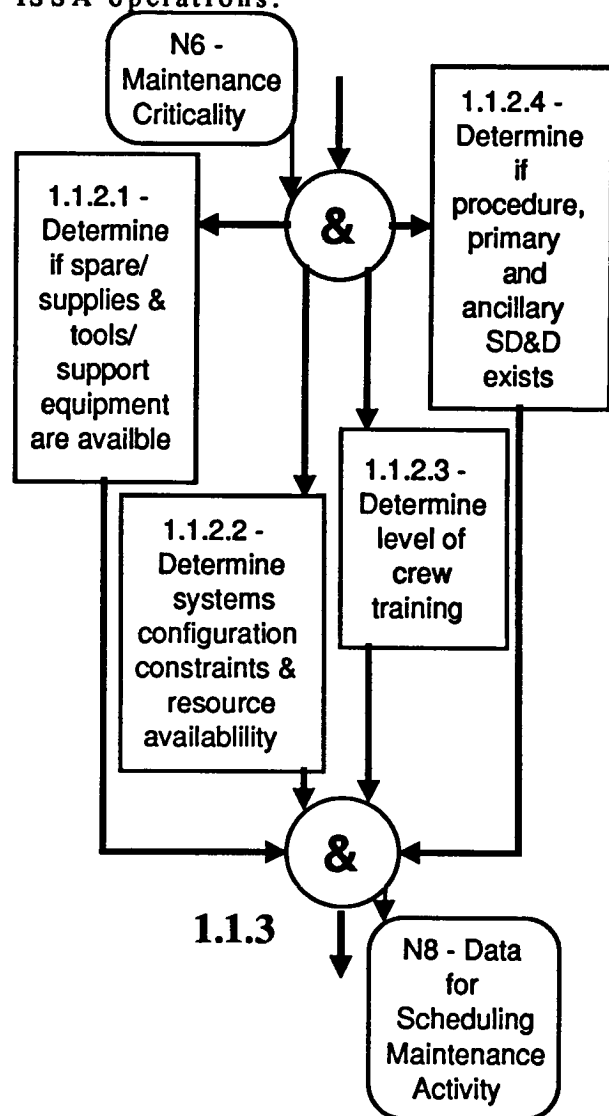 ISSA operations.
N6 -
Maintenance
Criticality
1.1.2.4 -
Determine
if
procedure,
primary
and
ancillary
SD&D
exists
&
1.1.2.1 -
Determine
if spare/
supplies &
tools/
support
equipment
are availble
1.1.2.3 -
Determine
level of
crew
training
1.1.2.2 -
Determine
systems
configuration
constraints &
resource
availablility
&
1.1.3
N8 - Data
for
Scheduling
Maintenance
Activity